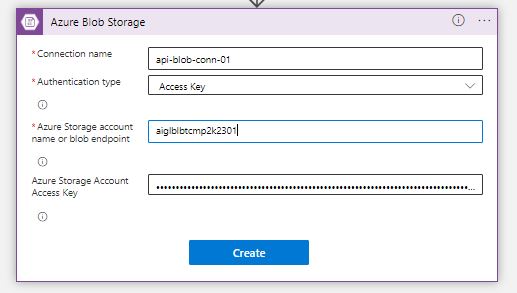 Azure Blob Storage
* Connection name
api-blob-conn-01
* Authentication type
Access Key
* Azure Storage account
name or blob endpoint
aiglblbtcmp2k2301
Azure Storage Account
Access Key
Create